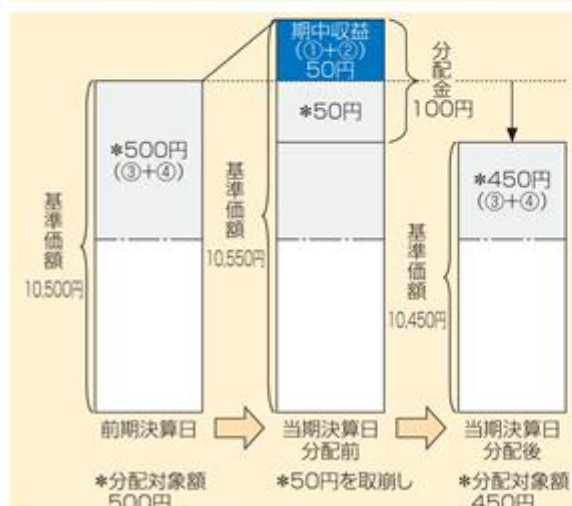 期中収益
(①+②)
50円
*50円
分配金
100円
*500円
(③+④)
基準価額
10,500円
基準価額
10,550円
*450円
(③+④)
基準価額
10,450円
前期決算日
当期決算日
分配前
当期決算日
分配後
*分配対象額
500円
*50円を取崩し
*分配対象額
450円